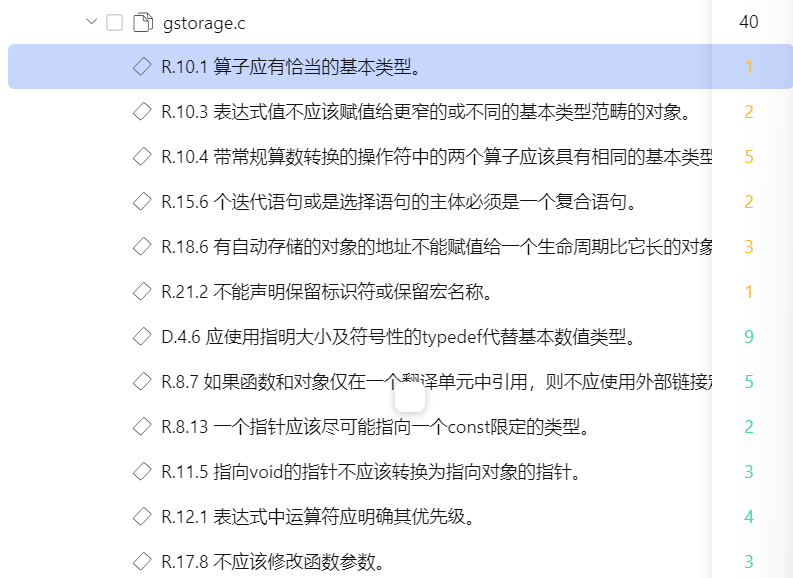 gstorage.c 40
R.10.1 算子应有恰当的基本类型。 1
R.10.3 表达式值不应该赋值给更窄的或不同的基本类型范畴的对象。 2
R.10.4 带常规算数转换的操作符中的两个算子应该具有相同的基本类型 5
R.15.6 个迭代语句或是选择语句的主体必须是一个复合语句。 2
R.18.6 有自动存储的对象的地址不能赋值给一个生命周期比它长的对象 3
R.21.2 不能声明保留标识符或保留宏名称。 1
D.4.6 应使用指明大小及符号性的typedef代替基本数值类型。 9
R.8.7 如果函数和对象仅在一个翻译单元中引用，则不应使用外部链接 5
R.8.13 一个指针应该尽可能指向一个const限定的类型。 2
R.11.5 指向void的指针不应该转换为指向对象的指针。 3
R.12.1 表达式中运算符应明确其优先级。 4
R.17.8 不应该修改函数参数。 3